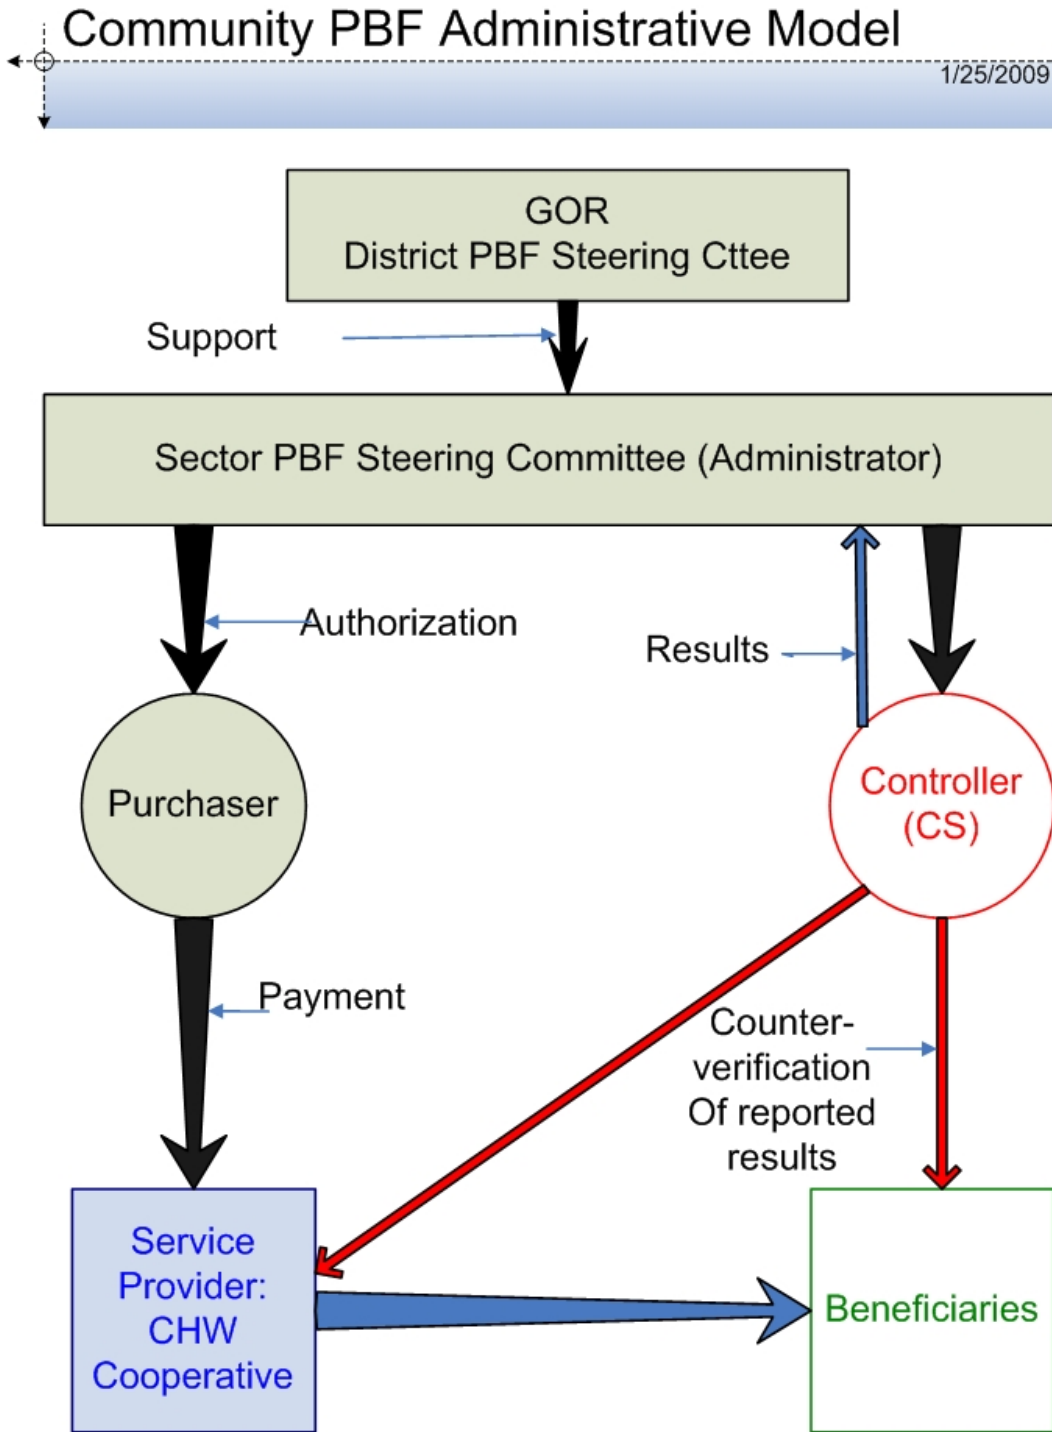 Community PBF Administrative Model
1/25/2009
GOR
District PBF Steering Cttee
Support
Sector PBF Steering Committee (Administrator)
Authorization
Results
Purchaser
Controller
(CS)
Payment
Counter-
verification
Of reported
results
Service
Provider:
CHW
Cooperative
Beneficiaries